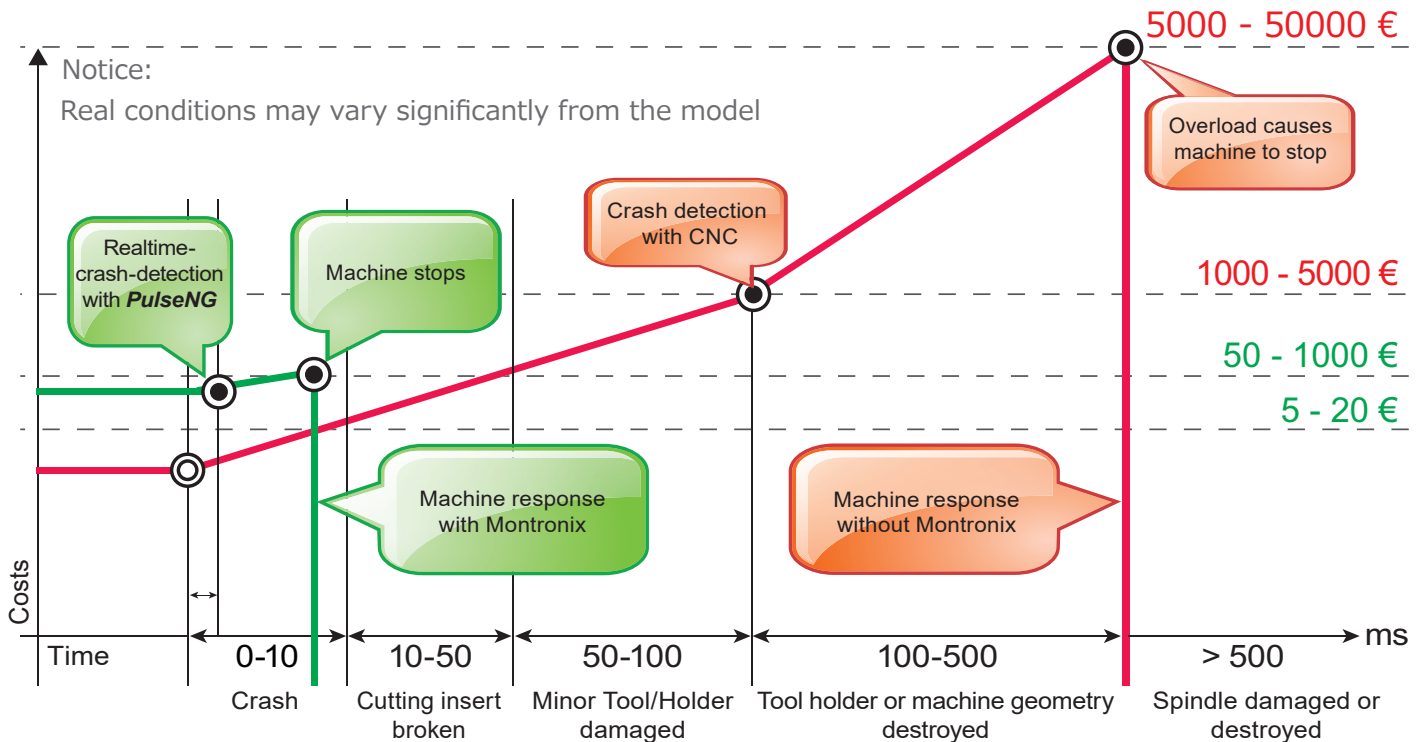 5000 - 50000 €
Notice:
Real conditions may vary significantly from the model
Overload causes
machine to stop
Crash detection
with CNC
Realtime-
crash-detection
with PulseNG
Machine stops
1000 - 5000 €
50 - 1000 €
5 - 20 €
Machine response
with Montronix
Machine response
without Montronix
Costs
Time
0-10
10-50
50-100
100-500
> 500
ms
Crash
Cutting insert
broken
Minor Tool/Holder
damaged
Tool holder or machine geometry
destroyed
Spindle damaged or
destroyed